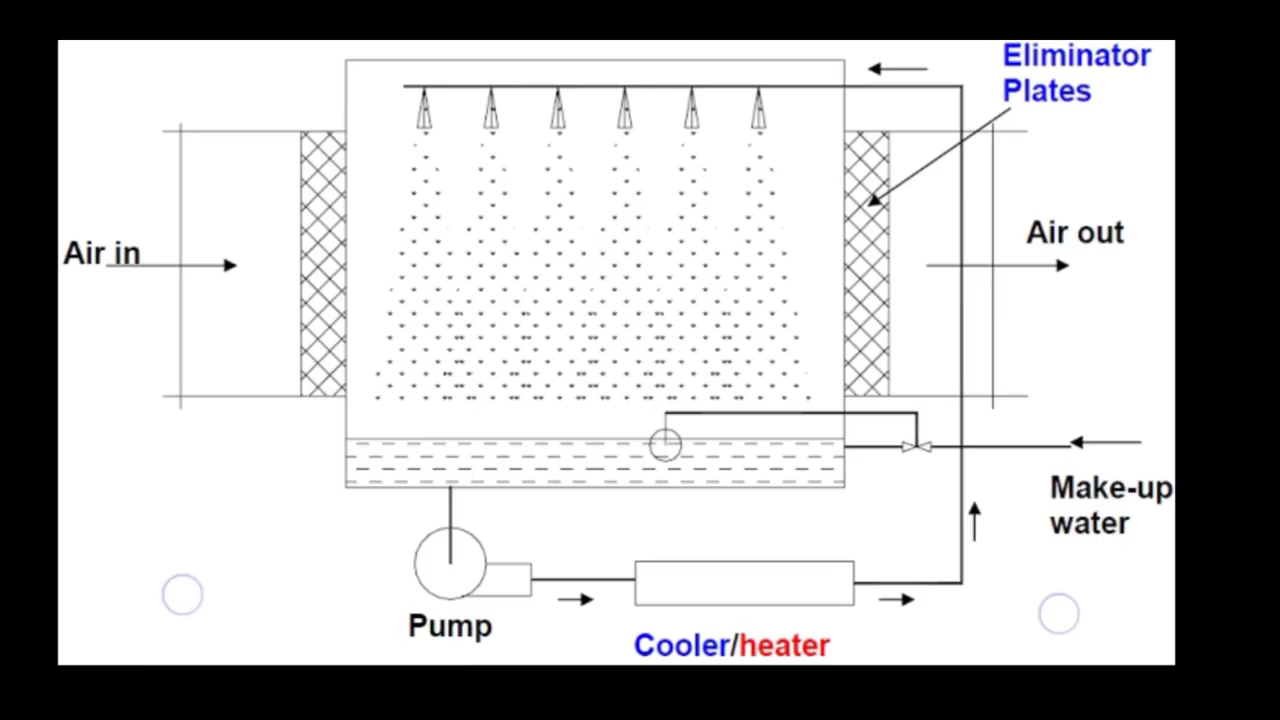 Eliminator
Plates
Air in
Air out
Make-up
water
Pump
Cooler/heater